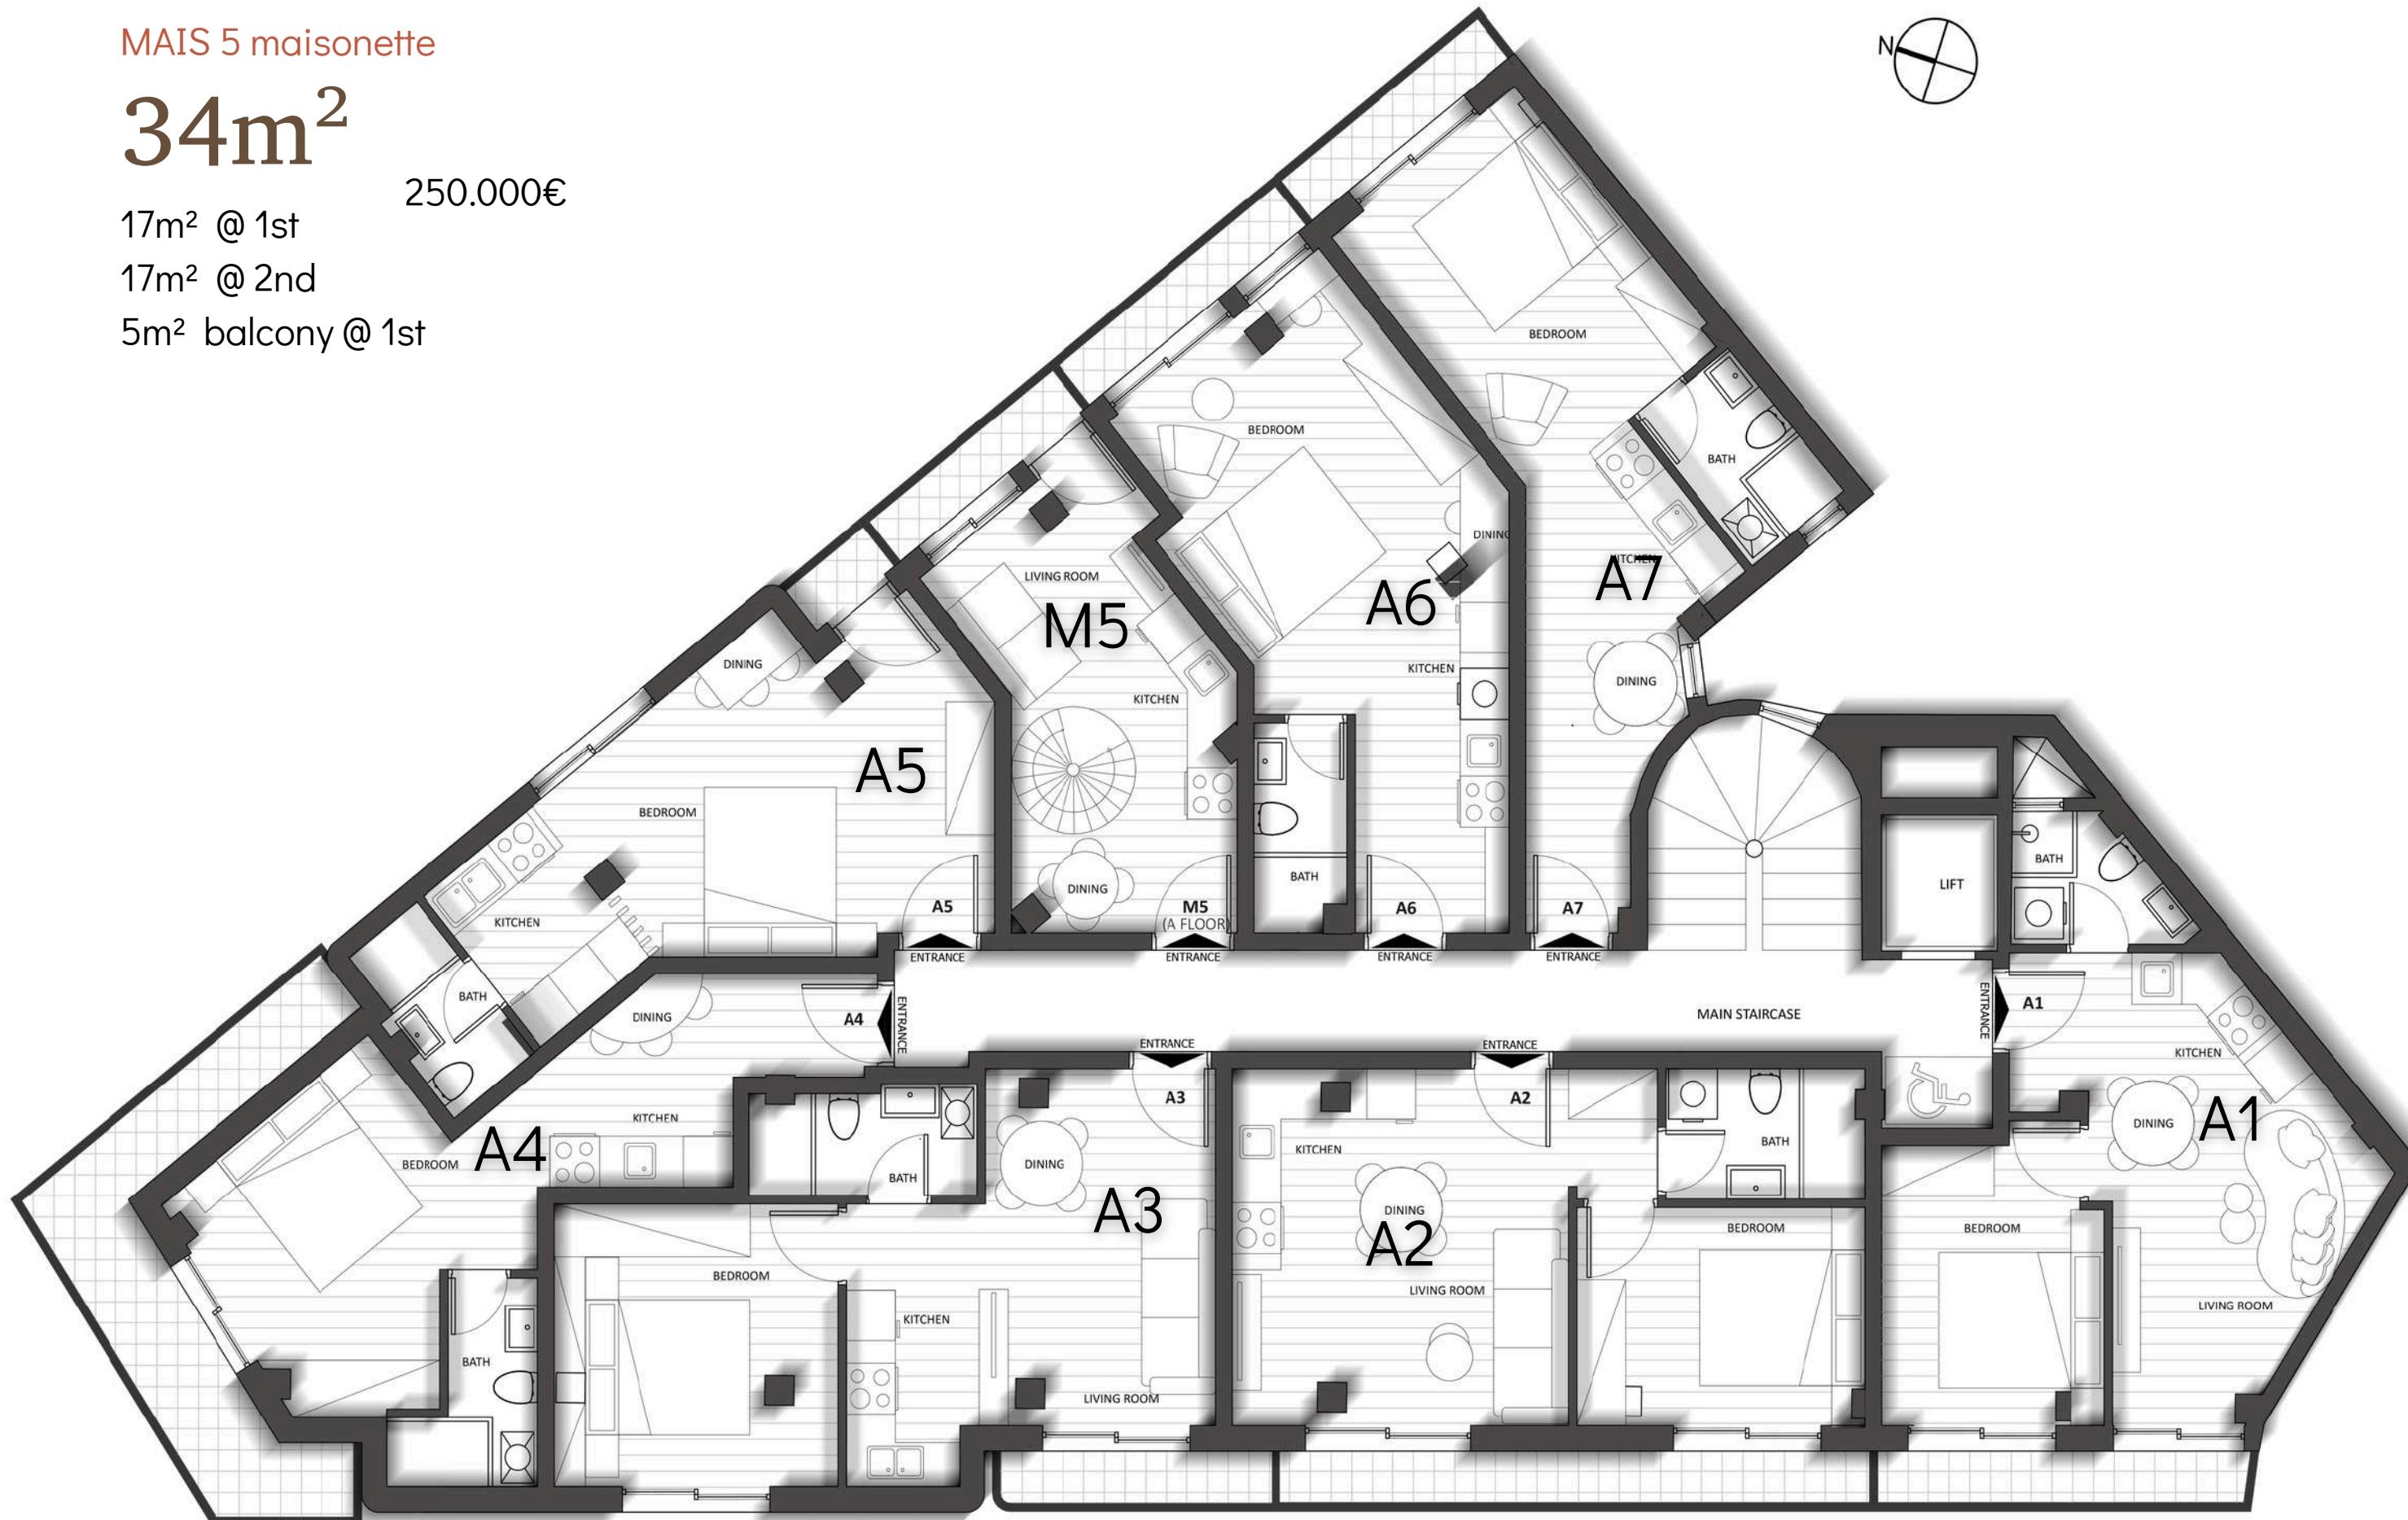 MAIS 5 maisonette
34m²
250.000€
17m² @ 1st
17m² @ 2nd
5m² balcony @ 1st
N
BEDROOM
BATH
KITCHEN
A7
DINING
A7
ENTRANCE
BEDROOM
DINING
A6
KITCHEN
BATH
A6
ENTRANCE
LIVING ROOM
M5
KITCHEN
DINING
M5
(A FLOOR)
ENTRANCE
DINING
A5
BEDROOM
KITCHEN
BATH
A5
ENTRANCE
DINING
A4
ENTRANCE
KITCHEN
BEDROOM
A4
BATH
MAIN STAIRCASE
LIFT
ENTRANCE
A3
BATH
DINING
A3
BEDROOM
KITCHEN
LIVING ROOM
ENTRANCE
A2
KITCHEN
DINING
A2
LIVING ROOM
BATH
BEDROOM
BATH
ENTRANCE
A1
KITCHEN
DINING
A1
BEDROOM
LIVING ROOM